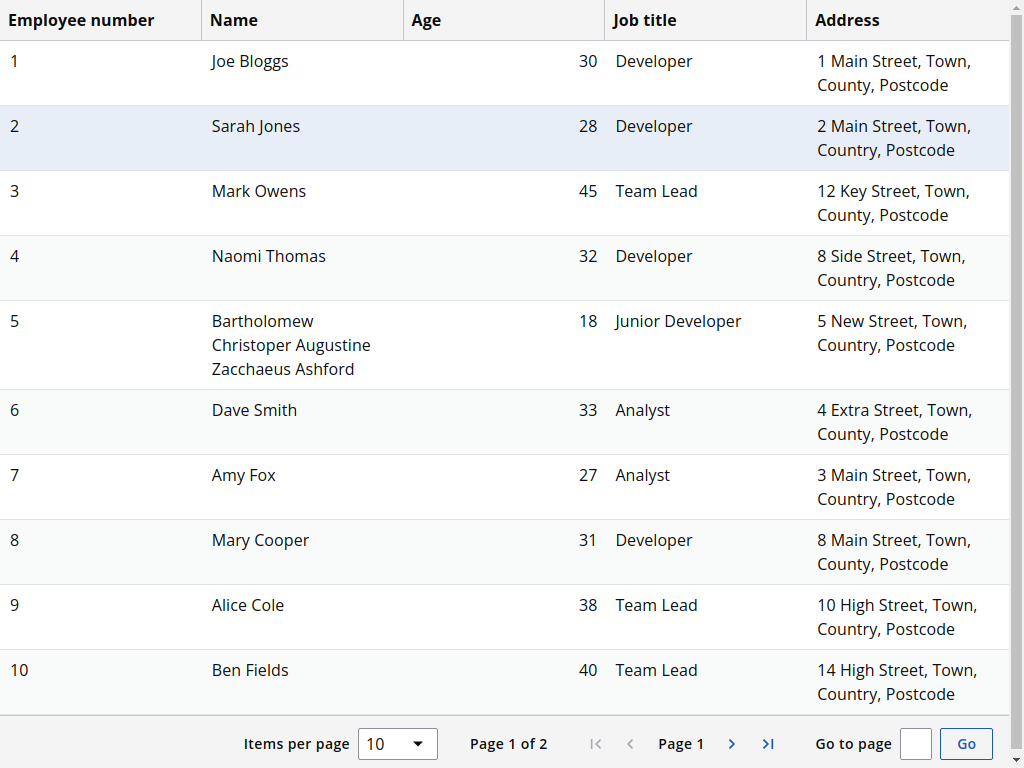 Employee number Name Age Job title Address
1 Joe Bloggs 30 Developer 1 Main Street, Town,
County, Postcode
2 Sarah Jones 28 Developer 2 Main Street, Town,
Country, Postcode
3 Mark Owens 45 Team Lead 12 Key Street, Town,
County, Postcode
4 Naomi Thomas 32 Developer 8 Side Street, Town,
Country, Postcode
5 Bartholomew 18 Junior Developer 5 New Street, Town,
Christoper Augustine Country, Postcode
Zacchaeus Ashford
6 Dave Smith 33 Analyst 4 Extra Street, Town,
County, Postcode
7 Amy Fox 27 Analyst 3 Main Street, Town,
Country, Postcode
8 Mary Cooper 31 Developer 8 Main Street, Town,
County, Postcode
9 Alice Cole 38 Team Lead 10 High Street, Town,
Country, Postcode
10 Ben Fields 40 Team Lead 14 High Street, Town,
Country, Postcode
Items per page 10 Page 1 of 2 Page 1 Go to page Go